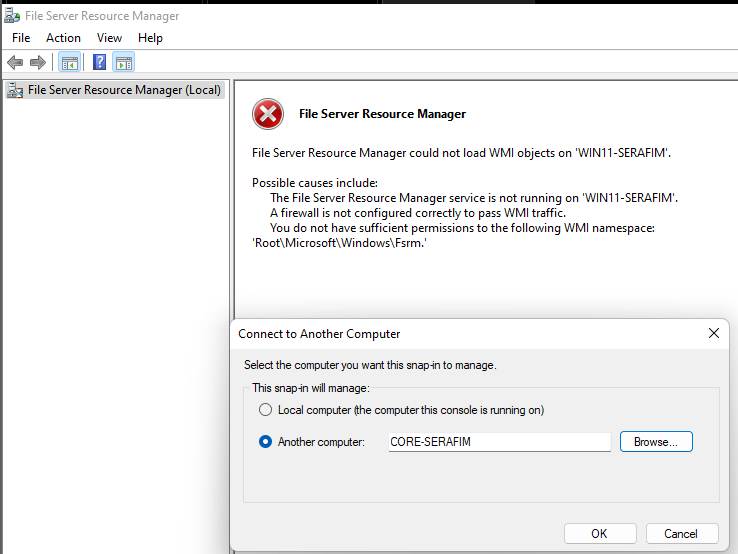 File Server Resource Manager
File Action View Help
File Server Resource Manager (Local)
File Server Resource Manager
File Server Resource Manager could not load WMI objects on 'WIN11-SERAFIM'.
Possible causes include:
The File Server Resource Manager service is not running on 'WIN11-SERAFIM'.
A firewall is not configured correctly to pass WMI traffic.
You do not have sufficient permissions to the following WMI namespace:
'Root\Microsoft\Windows\Fsrm.'
Connect to Another Computer
Select the computer you want this snap-in to manage.
This snap-in will manage:
Local computer (the computer this console is running on)
Another computer: CORE-SERAFIM Browse...
OK Cancel